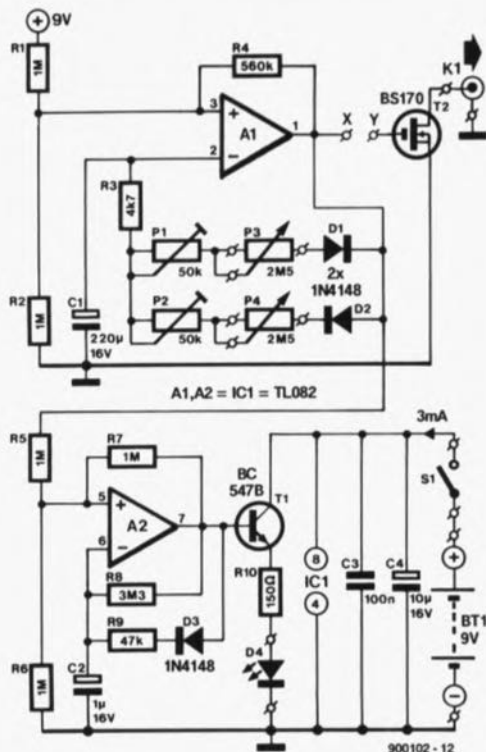 9V
R1
1M
R4
560k
3
+
A1
1
2
−
X
Y
BS170
T2
K1
R3
4k7
P1
50k
P3
2M5
D1
2x
1N4148
P2
50k
P4
2M5
D2
R2
1M
C1
220µ
16V
A1,A2 = IC1 = TL082
3mA
R5
1M
R7
1M
5
+
A2
7
6
−
BC
547B
T1
S1
R8
3M3
R9
47k
D3
1N4148
R10
150Ω
D4
8
IC1
4
C3
100n
C4
10µ
16V
+
BT1
9V
−
R6
1M
C2
1µ
16V
900102 - 12